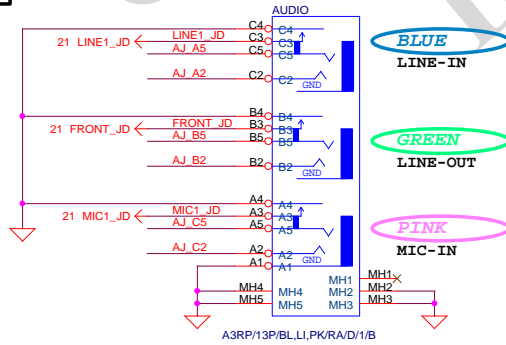 AUDIO
C4 C4
21 LINE1_JD LINE1_JD C3 C3
AJ_A5 C5 C5
BLUE
LINE-IN
AJ_A2 C2 C2
GND
B4 B4
21 FRONT_JD FRONT_JD B3 B3
AJ_B5 B5 B5
GREEN
LINE-OUT
AJ_B2 B2 B2
GND
A4 A4
21 MIC1_JD MIC1_JD A3 A3
AJ_C5 A5 A5
PINK
MIC-IN
AJ_C2 A2 A2
GND
A1 A1
MH1 MH1
MH4 MH4 MH2 MH2
MH5 MH5 MH3 MH3
A3RP/13P/BL,LI,PK/RA/D/1/B